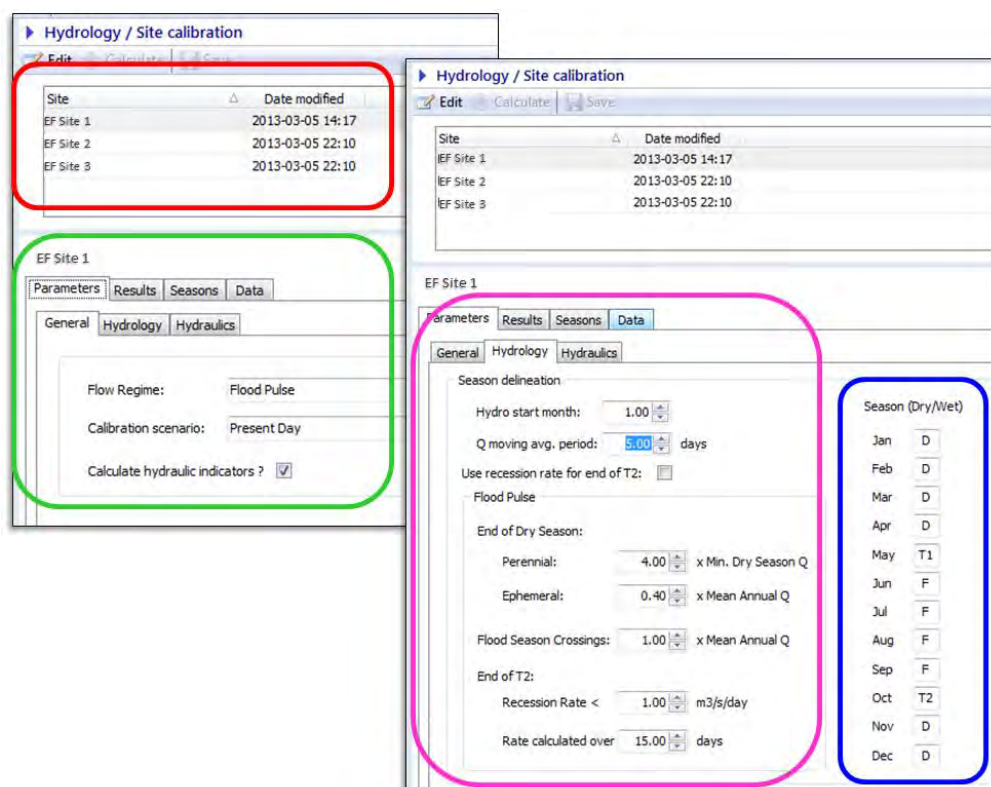 Hydrology / Site calibration
Edit Calculate Save
Site Date modified
EF Site 1 2013-03-05 14:17
EF Site 2 2013-03-05 22:10
EF Site 3 2013-03-05 22:10
EF Site 1
Parameters Results Seasons Data
General Hydrology Hydraulics
Flow Regime: Flood Pulse
Calibration scenario: Present Day
Calculate hydraulic indicators ?
Hydrology / Site calibration
Edit Calculate Save
Site Date modified
EF Site 1 2013-03-05 14:17
EF Site 2 2013-03-05 22:10
EF Site 3 2013-03-05 22:10
EF Site 1
Parameters Results Seasons Data
General Hydrology Hydraulics
Season delineation
Hydro start month: 1.00
Q moving avg. period: 5.00 days
Use recession rate for end of T2:
Flood Pulse
End of Dry Season:
Perennial: 4.00 x Min. Dry Season Q
Ephemeral: 0.40 x Mean Annual Q
Flood Season Crossings: 1.00 x Mean Annual Q
End of T2:
Recession Rate < 1.00 m3/s/day
Rate calculated over 15.00 days
Season (Dry/Wet)
Jan D
Feb D
Mar D
Apr D
May T1
Jun F
Jul F
Aug F
Sep F
Oct T2
Nov D
Dec D